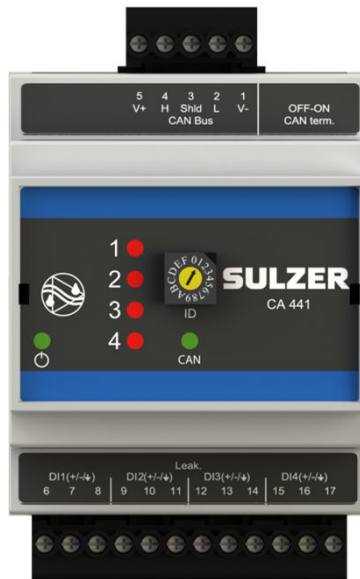 5 4 3 2 1
V+ H Shld L V- OFF-ON
CAN Bus CAN term.
1
2
3
4
0123456789ABCDEF
SULZER
CA 441
ID
CAN
Leak.
DI1(+/-/⏚) DI2(+/-/⏚) DI3(+/-/⏚) DI4(+/-/⏚)
6 7 8 9 10 11 12 13 14 15 16 17